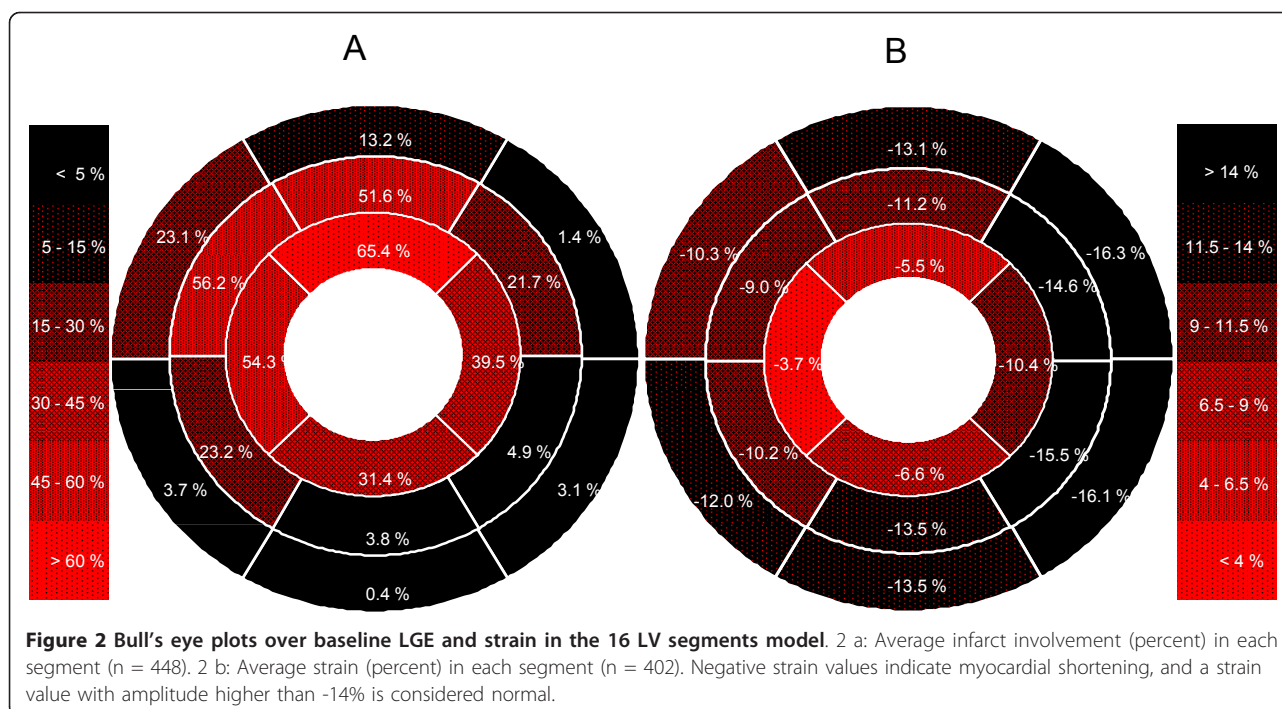 A
B
< 5 %
5 - 15 %
15 - 30 %
30 - 45 %
45 - 60 %
> 60 %
13.2 %
51.6 %
65.4 %
23.1 %
56.2 %
1.4 %
21.7 %
54.3 %
39.5 %
23.2 %
3.7 %
31.4 %
4.9 %
3.1 %
3.8 %
0.4 %
-13.1 %
-11.2 %
-5.5 %
-10.3 %
-9.0 %
-16.3 %
-14.6 %
-3.7 %
-10.4 %
-10.2 %
-12.0 %
-6.6 %
-15.5 %
-16.1 %
-13.5 %
-13.5 %
> 14 %
11.5 - 14 %
9 - 11.5 %
6.5 - 9 %
4 - 6.5 %
< 4 %
Figure 2 Bull's eye plots over baseline LGE and strain in the 16 LV segments model. 2 a: Average infarct involvement (percent) in each
segment (n = 448). 2 b: Average strain (percent) in each segment (n = 402). Negative strain values indicate myocardial shortening, and a strain
value with amplitude higher than -14% is considered normal.